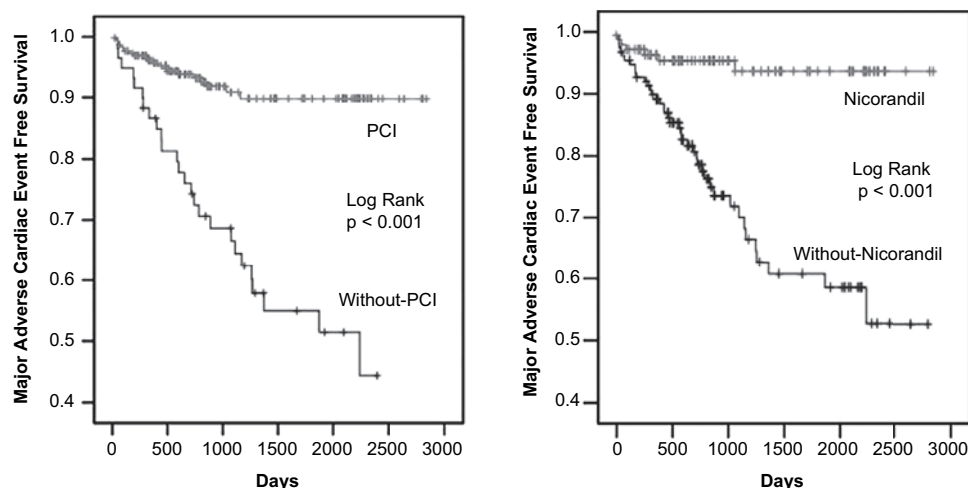 Major Adverse Cardiac Event Free Survival
1.0
0.9
0.8
0.7
0.6
0.5
0.4
PCI
Log Rank
p < 0.001
Without-PCI
0 500 1000 1500 2000 2500 3000
Days
Major Adverse Cardiac Event Free Survival
1.0
0.9
0.8
0.7
0.6
0.5
0.4
Nicorandil
Log Rank
p < 0.001
Without-Nicorandil
0 500 1000 1500 2000 2500 3000
Days